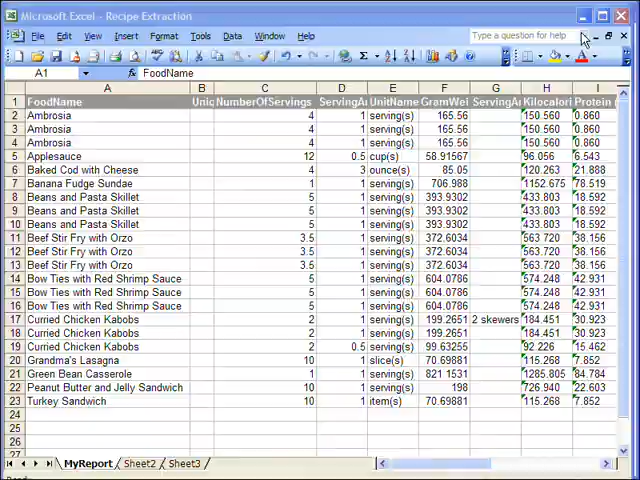 Microsoft Excel - Recipe Extraction
File Edit View Insert Format Tools Data Window Help Type a question for help
A1 fx FoodName
A B C D E F G H I
1 FoodName Unic NumberOfServings ServingAr UnitName GramWei ServingAr Kilocalori Protein (
2 Ambrosia 4 1 serving(s) 165.56 150.560 0.860
3 Ambrosia 4 1 serving(s) 165.56 150.560 0.860
4 Ambrosia 4 1 serving(s) 165.56 150.560 0.860
5 Applesauce 12 0.5 cup(s) 58.91567 96.056 6.543
6 Baked Cod with Cheese 4 3 ounce(s) 85.05 120.263 21.888
7 Banana Fudge Sundae 1 1 serving(s) 706.988 1152.675 78.519
8 Beans and Pasta Skillet 5 1 serving(s) 393.9302 433.803 18.592
9 Beans and Pasta Skillet 5 1 serving(s) 393.9302 433.803 18.592
10 Beans and Pasta Skillet 5 1 serving(s) 393.9302 433.803 18.592
11 Beef Stir Fry with Orzo 3.5 1 serving(s) 372.6034 563.720 38.156
12 Beef Stir Fry with Orzo 3.5 1 serving(s) 372.6034 563.720 38.156
13 Beef Stir Fry with Orzo 3.5 1 serving(s) 372.6034 563.720 38.156
14 Bow Ties with Red Shrimp Sauce 5 1 serving(s) 604.0786 574.248 42.931
15 Bow Ties with Red Shrimp Sauce 5 1 serving(s) 604.0786 574.248 42.931
16 Bow Ties with Red Shrimp Sauce 5 1 serving(s) 604.0786 574.248 42.931
17 Curried Chicken Kabobs 2 1 serving(s) 199.2651 2 skewers 184.451 30.923
18 Curried Chicken Kabobs 2 1 serving(s) 199.2651 184.451 30.923
19 Curried Chicken Kabobs 2 0.5 serving(s) 99.63255 92.226 15.462
20 Grandma's Lasagna 10 1 slice(s) 70.69881 115.268 7.852
21 Green Bean Casserole 1 1 serving(s) 821.1531 1285.805 84.784
22 Peanut Butter and Jelly Sandwich 10 1 serving(s) 198 726.940 22.603
23 Turkey Sandwich 10 1 item(s) 70.69881 115.268 7.852
24
25
26
27
MyReport Sheet2 Sheet3